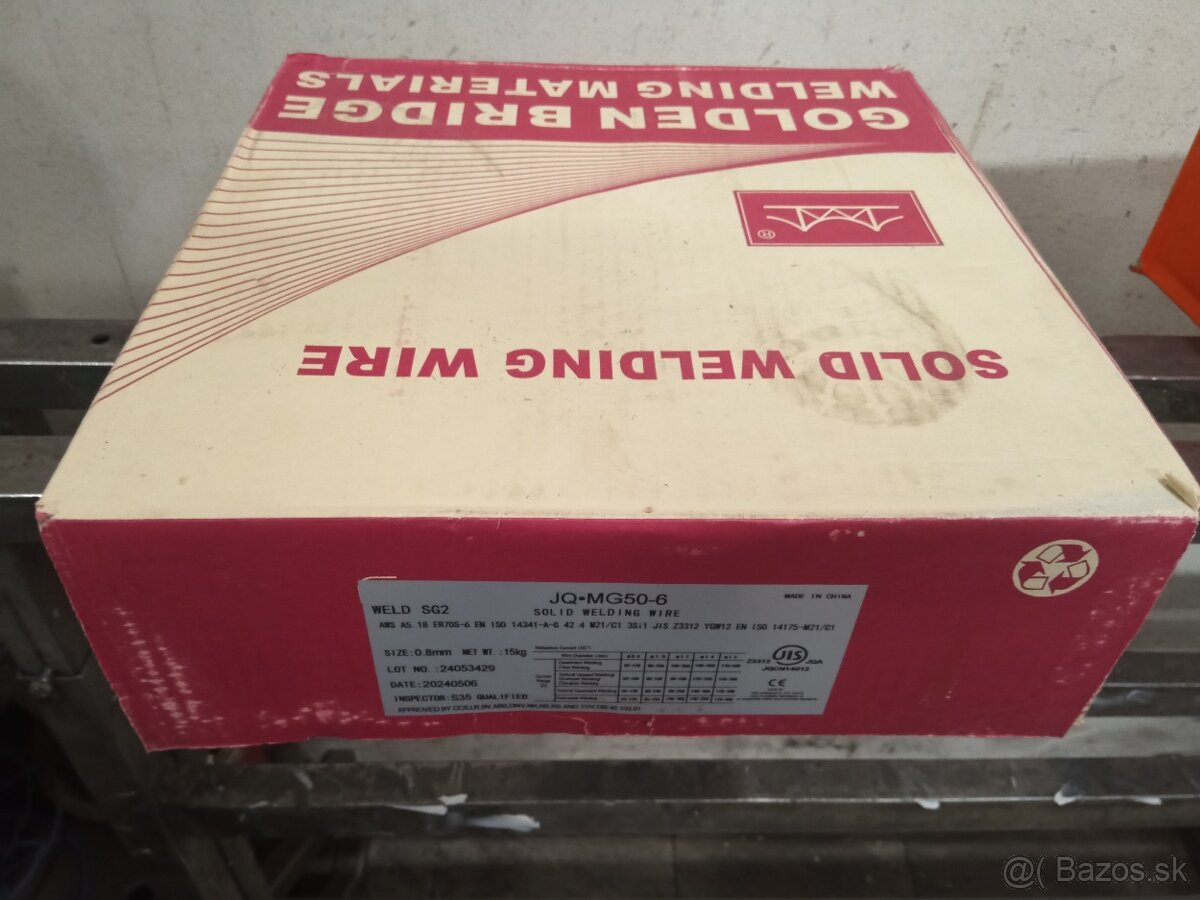 GOLDEN BRIDGE
WELDING MATERIALS
®
SOLID WELDING WIRE
JQ•MG50-6
MADE IN CHINA
WELD SG2
SOLID WELDING WIRE
AWS A5.18 ER70S-6 EN ISO 14341-A-G 42 4 M21/C1 3Si1 JIS Z3312 YGW12 EN ISO 14175-M21/C1
SIZE:0.8mm NET WT.:15kg
LOT NO.:24053429
DATE:20240506
INSPECTOR:S35 QUALIFIED
Z3312 JIS JQA
JQCN14012
CE
@( Bazos.sk